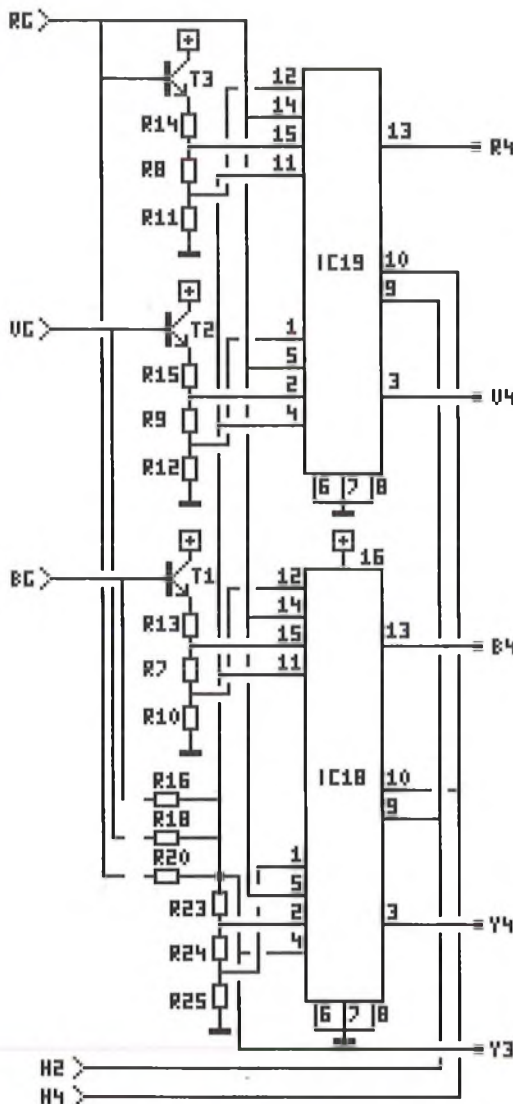 RG
+
T3
12
R14
14
13
15
R4
R8
11
R11
IC19
10
+
9
VG
T2
1
R15
5
2
3
V4
R9
4
R12
6 7 8
+
+
16
BG
T1
12
R13
14
13
15
B4
R7
11
R10
IC18
R16
10
9
R18
R20
1
5
R23
2
3
Y4
R24
4
R25
6 7 8
Y3
H2
H4